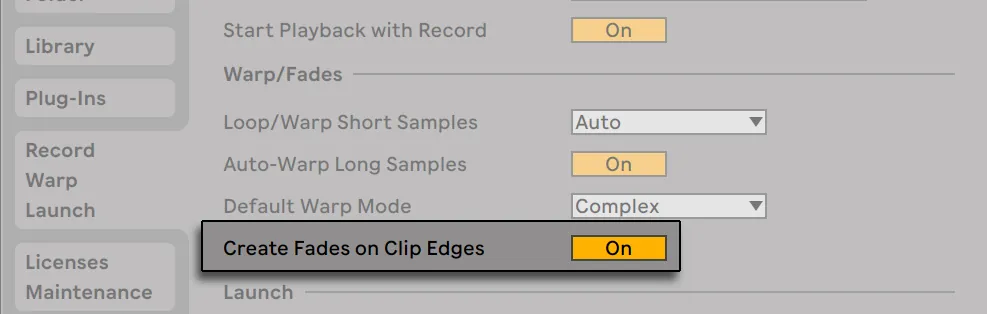 Folder
Library
Plug-Ins
Record
Warp
Launch
Licenses
Maintenance
Start Playback with Record On
Warp/Fades
Loop/Warp Short Samples Auto
Auto-Warp Long Samples On
Default Warp Mode Complex
Create Fades on Clip Edges On
Launch